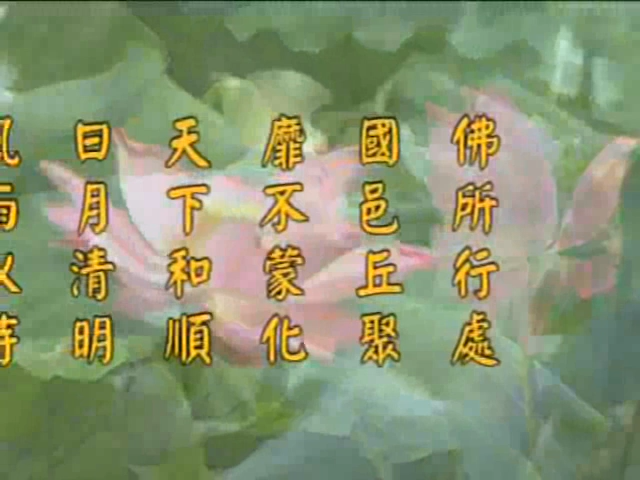 佛所行處
國邑丘聚
靡不蒙化
天下和順
日月清明
風雨以時